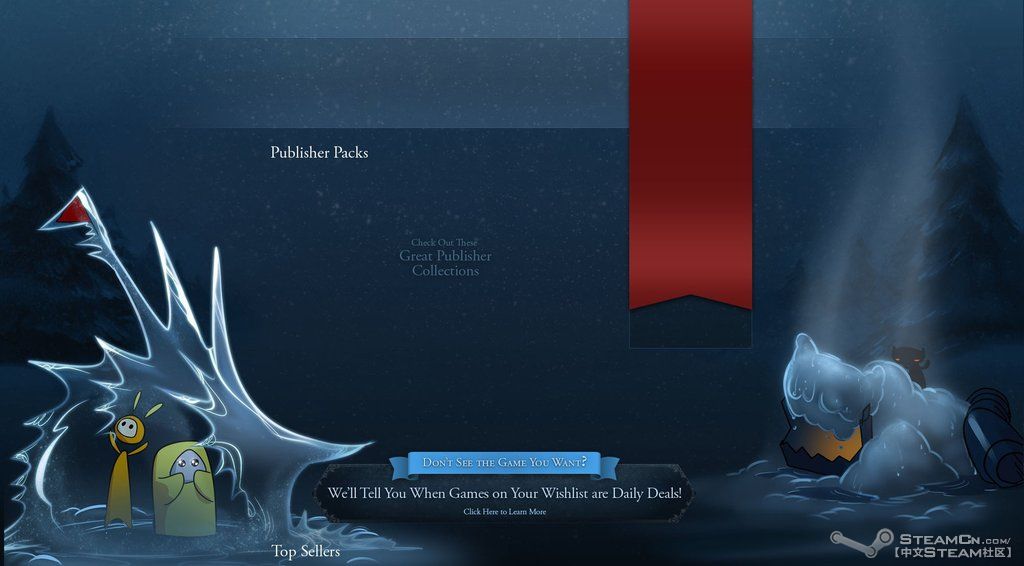 Publisher Packs
Check Out These
Great Publisher
Collections
Don't See the Game You Want?
We'll Tell You When Games on Your Wishlist are Daily Deals!
Click Here to Learn More
Top Sellers
SteamCn.com/
【中文Steam社区】